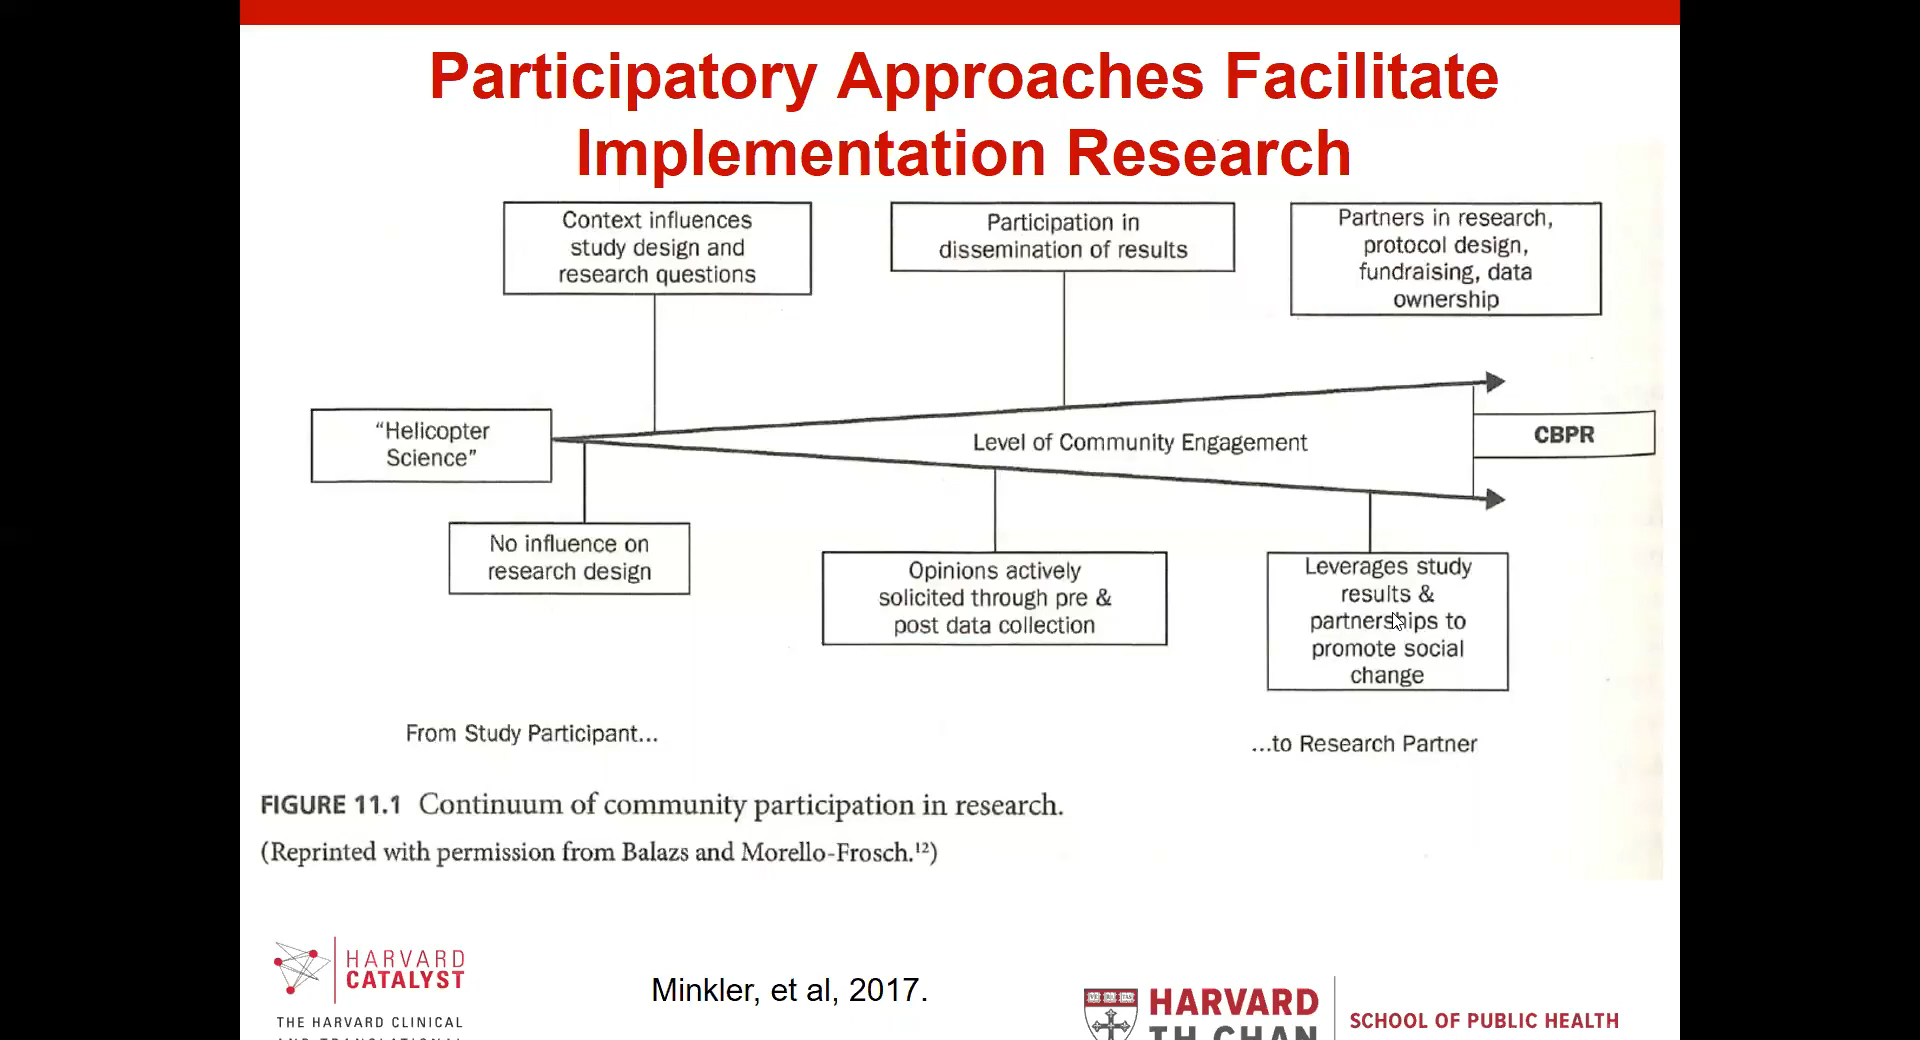 Participatory Approaches Facilitate
Implementation Research
Context influences
study design and
research questions
Participation in
dissemination of results
Partners in research,
protocol design,
fundraising, data
ownership
“Helicopter
Science”
Level of Community Engagement
CBPR
No influence on
research design
Opinions actively
solicited through pre &
post data collection
Leverages study
results &
partnerships to
promote social
change
From Study Participant...
...to Research Partner
FIGURE 11.1 Continuum of community participation in research.
(Reprinted with permission from Balazs and Morello-Frosch.¹²)
HARVARD
CATALYST
THE HARVARD CLINICAL
AND TRANSLATIONAL
Minkler, et al, 2017.
HARVARD
TH CHAN
SCHOOL OF PUBLIC HEALTH